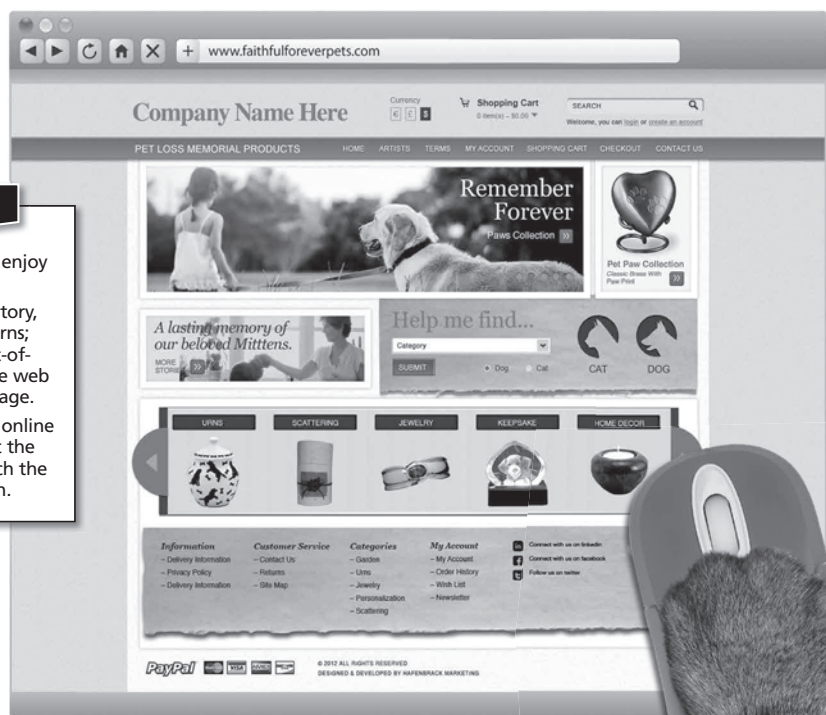 www.faithfulforeverpets.com
Company Name Here
Currency
€ £ $
Shopping Cart
0 item(s) – $0.00
SEARCH
Welcome, you can login or create an account
PET LOSS MEMORIAL PRODUCTS
HOME ARTISTS TERMS MY ACCOUNT SHOPPING CART CHECKOUT CONTACT US
Remember
Forever
Paws Collection
Pet Paw Collection
Classic Brass With
Paw Print
enjoy
tory,
rns;
t-of-
e web
age.
online
t the
th the
n.
A lasting memory of
our beloved Mitttens.
MORE
STORIES
Help me find...
Category
SUBMIT
Dog Cat
CAT DOG
URNS SCATTERING JEWELRY KEEPSAKE HOME DECOR
Information
– Delivery Information
– Privacy Policy
– Delivery Information
Customer Service
– Contact Us
– Returns
– Site Map
Categories
– Garden
– Urns
– Jewelry
– Personalization
– Scattering
My Account
– My Account
– Order History
– Wish List
– Newsletter
in Connect with us on linkedin
f Connect with us on facebook
t Follow us on twitter
PayPal VISA
© 2012 ALL RIGHTS RESERVED
DESIGNED & DEVELOPED BY HAFENBRACK MARKETING